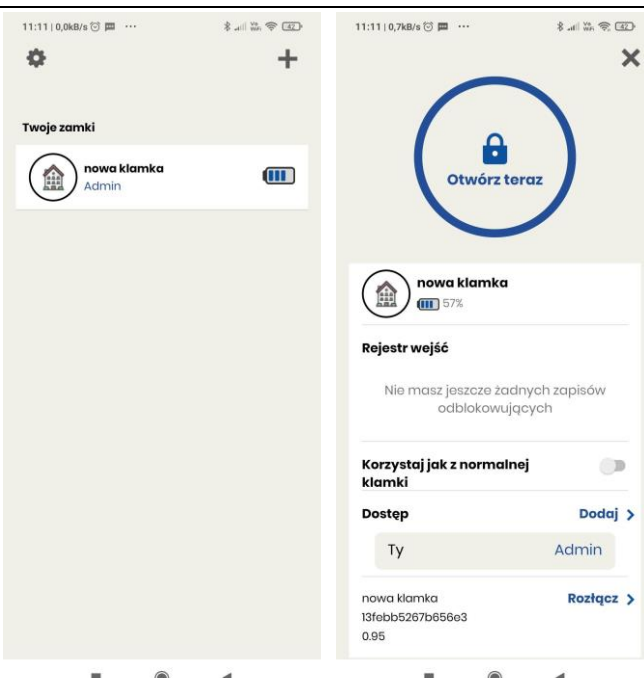 11:11 | 0,0kB/s
42
Twoje zamki
nowa klamka
Admin
11:11 | 0,7kB/s
42
Otwórz teraz
nowa klamka
57%
Rejestr wejść
Nie masz jeszcze żadnych zapisów
odblokowujących
Korzystaj jak z normalnej
klamki
Dostęp
Dodaj
Ty
Admin
nowa klamka
Rozłącz
13febb5267b656e3
0.95